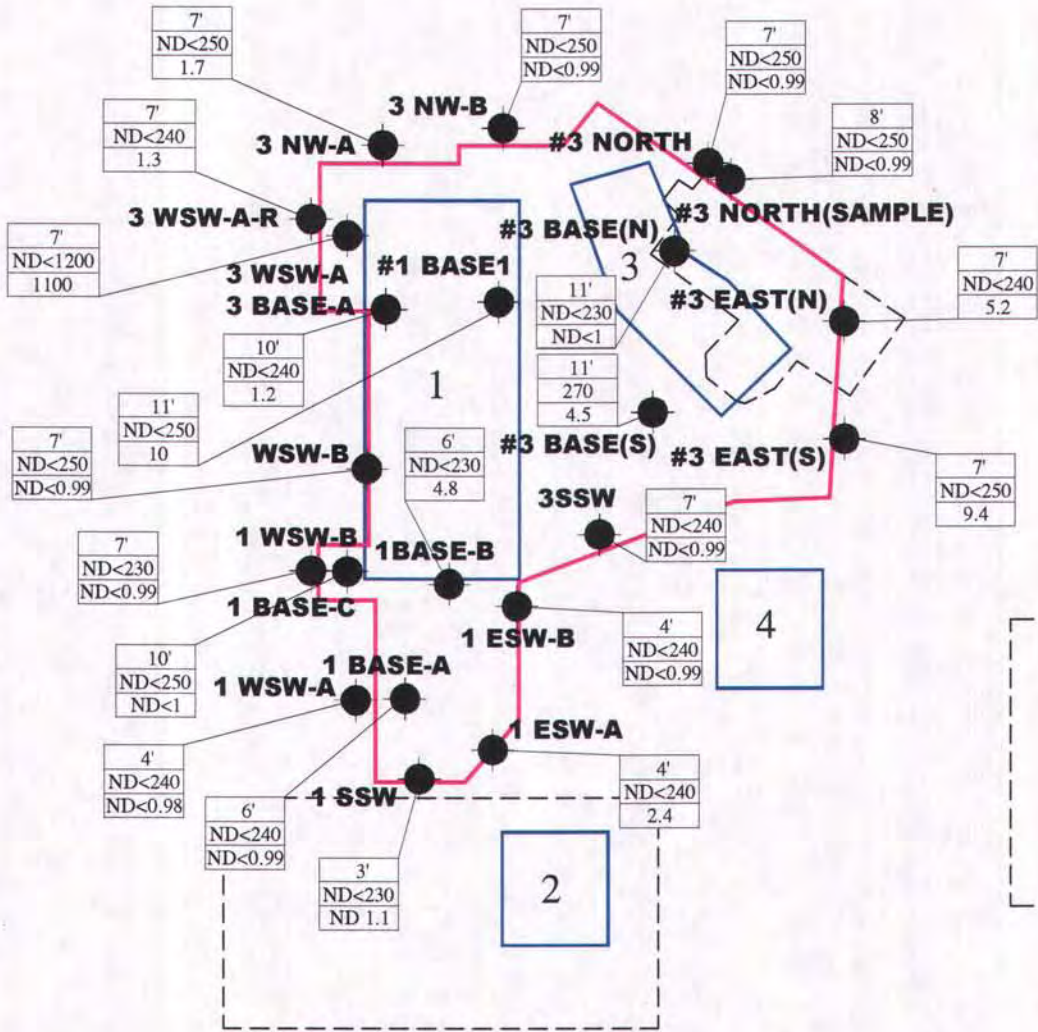 7'
ND<250
1.7
7'
ND<250
ND<0.99
7'
ND<250
ND<0.99
7'
ND<240
1.3
8'
ND<250
ND<0.99
3 NW-A
3 NW-B
#3 NORTH
3 WSW-A-R
#3 NORTH(SAMPLE)
7'
ND<1200
1100
#3 BASE(N)
3
3 WSW-A
#1 BASE1
3 BASE-A
7'
ND<240
5.2
11'
ND<230
ND<1
#3 EAST(N)
10'
ND<240
1.2
1
11'
270
4.5
11'
ND<250
10
#3 BASE(S)
#3 EAST(S)
7'
ND<250
ND<0.99
WSW-B
6'
ND<230
4.8
7'
ND<250
9.4
3SSW
7'
ND<240
ND<0.99
7'
ND<230
ND<0.99
1 WSW-B
1BASE-B
1 BASE-C
1 ESW-B
4
4'
ND<240
ND<0.99
10'
ND<250
ND<1
1 BASE-A
1 WSW-A
1 ESW-A
4'
ND<240
ND<0.98
4'
ND<240
2.4
1 SSW
6'
ND<240
ND<0.99
3'
ND<230
ND 1.1
2